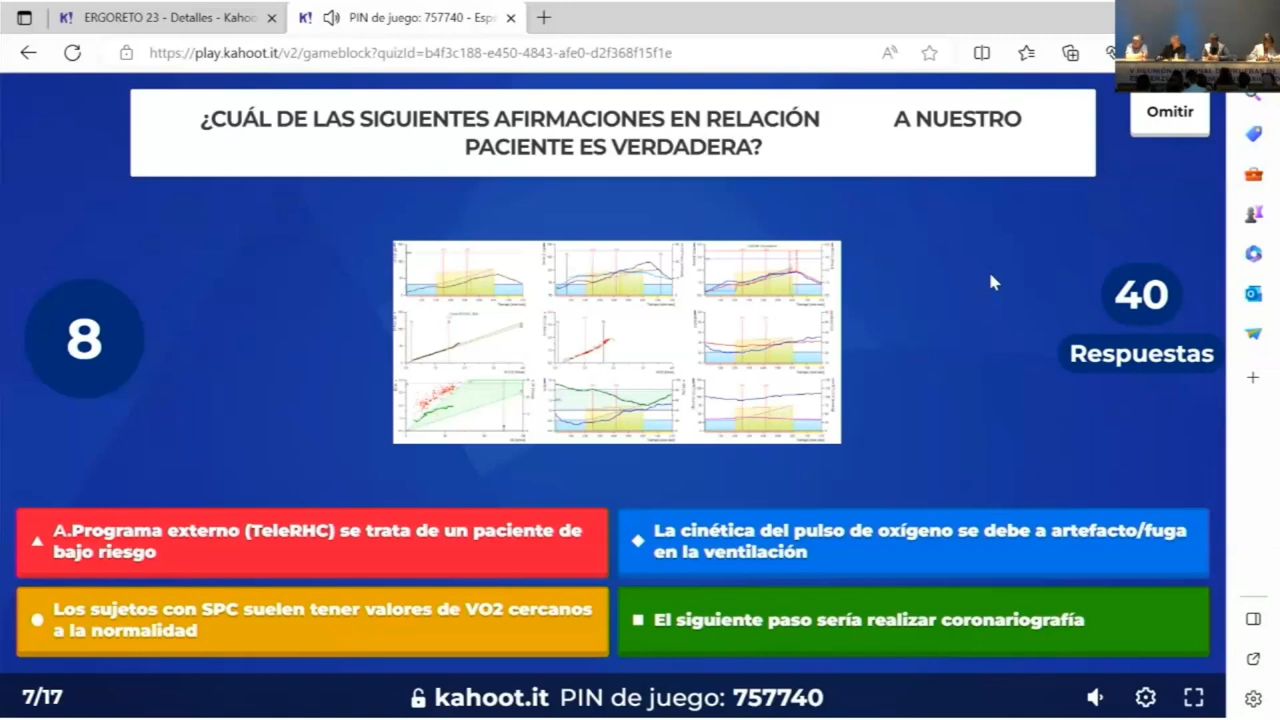 ERGORETO 23 - Detalles - Kahoo
K! PIN de juego: 757740 - Esp
https://play.kahoot.it/v2/gameblock?quizId=b4f3c188-e450-4843-afe0-d2f368f15f1e
¿CUÁL DE LAS SIGUIENTES AFIRMACIONES EN RELACIÓN A NUESTRO
PACIENTE ES VERDADERA?
Omitir
8
40
Respuestas
A.Programa externo (TeleRHC) se trata de un paciente de
bajo riesgo
La cinética del pulso de oxígeno se debe a artefacto/fuga
en la ventilación
Los sujetos con SPC suelen tener valores de VO2 cercanos
a la normalidad
El siguiente paso sería realizar coronariografía
7/17
kahoot.it PIN de juego: 757740